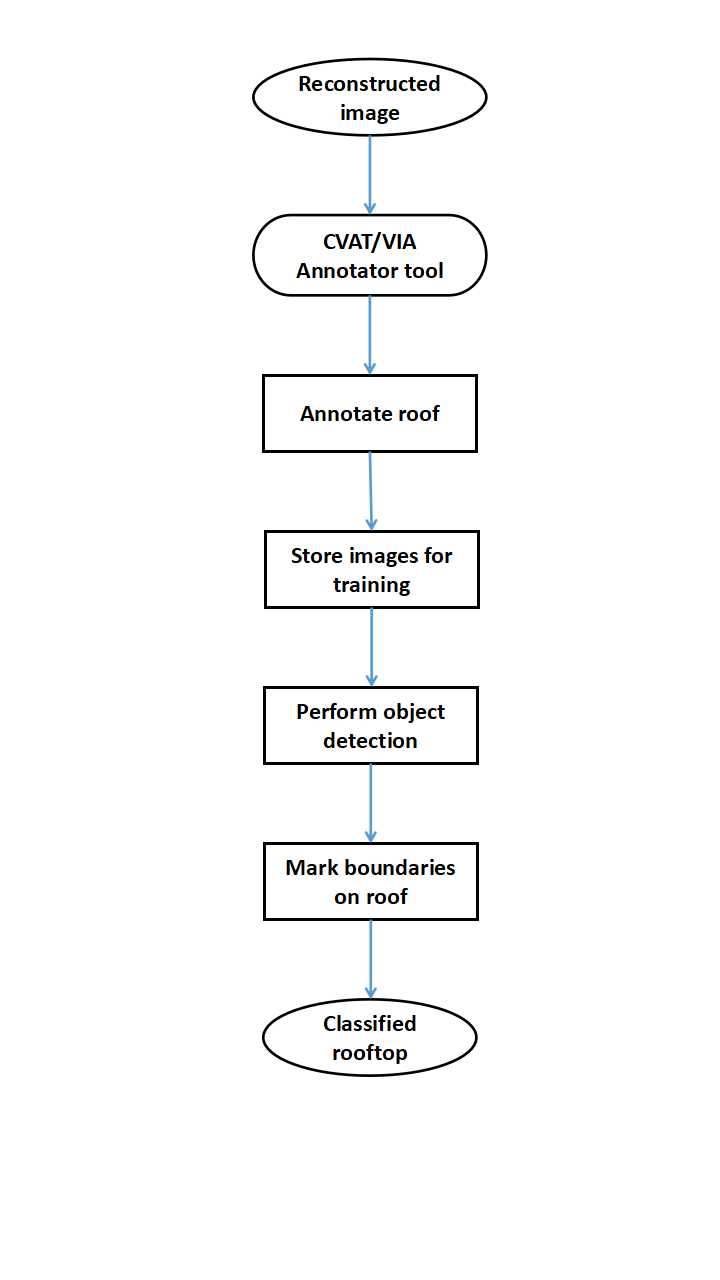 Reconstructed
image
CVAT/VIA
Annotator tool
Annotate roof
Store images for
training
Perform object
detection
Mark boundaries
on roof
Classified
rooftop